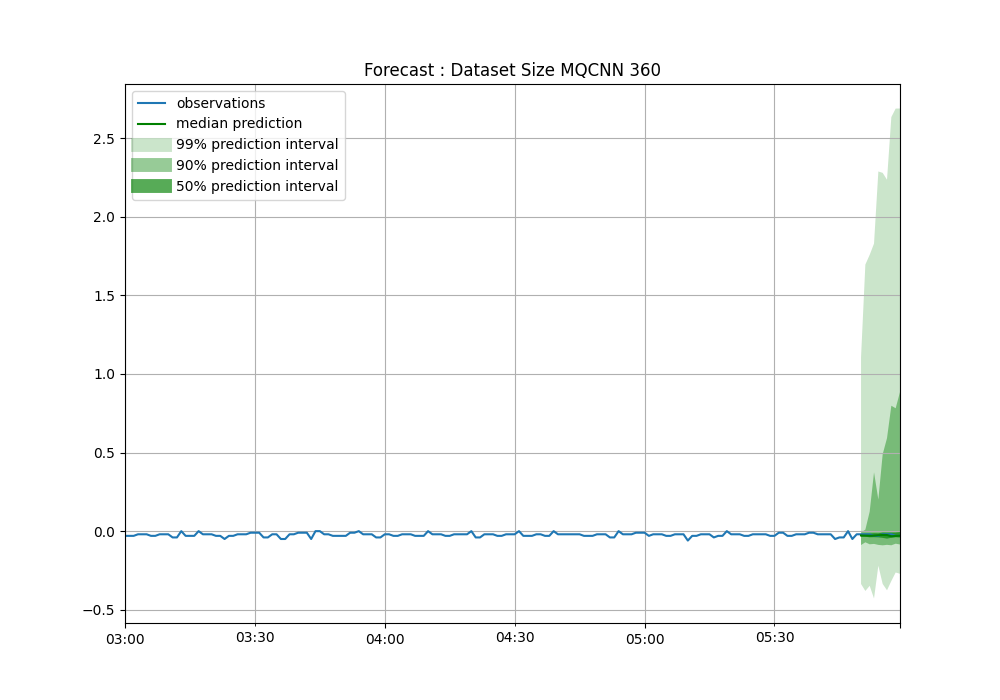 Forecast : Dataset Size MQCNN 360
observations
median prediction
99% prediction interval
90% prediction interval
50% prediction interval
2.5
2.0
1.5
1.0
0.5
0.0
−0.5
03:00 03:30 04:00 04:30 05:00 05:30